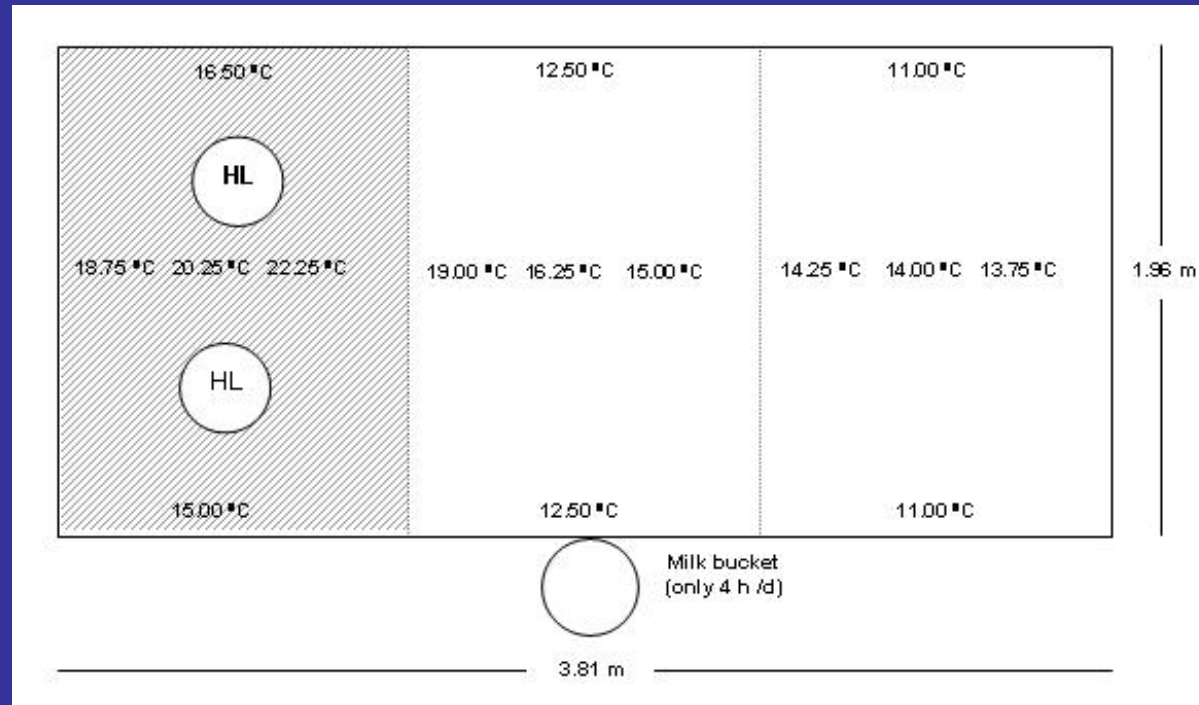 16.50 °C 12.50 °C 11.00 °C
HL
18.75 °C 20.25 °C 22.25 °C 19.00 °C 16.25 °C 15.00 °C 14.25 °C 14.00 °C 13.75 °C 1.96 m
HL
15.00 °C 12.50 °C 11.00 °C
Milk bucket
(only 4 h /d)
3.81 m